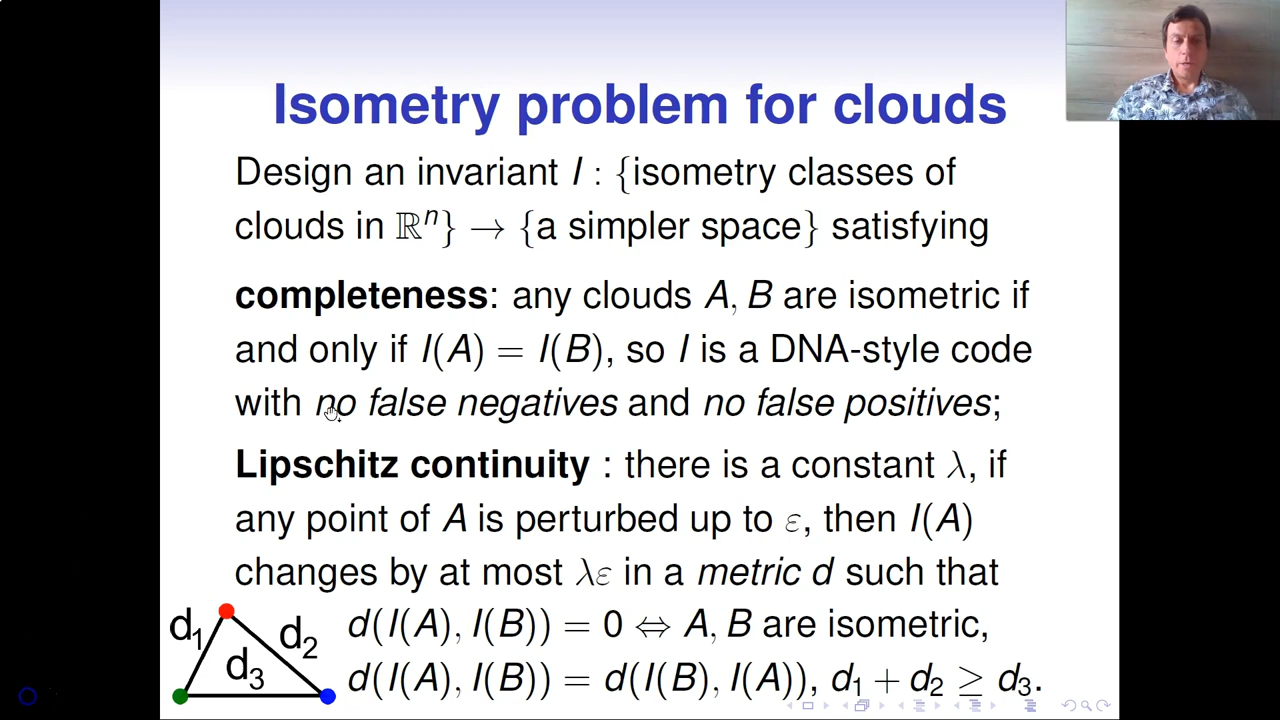 Isometry problem for clouds
Design an invariant I : {isometry classes of
clouds in ℝⁿ} → {a simpler space} satisfying
completeness: any clouds A, B are isometric if
and only if I(A) = I(B), so I is a DNA-style code
with no false negatives and no false positives;
Lipschitz continuity : there is a constant λ, if
any point of A is perturbed up to ε, then I(A)
changes by at most λε in a metric d such that
d(I(A), I(B)) = 0 ⇔ A, B are isometric,
d(I(A), I(B)) = d(I(B), I(A)), d₁ + d₂ ≥ d₃.
d₁
d₂
d₃